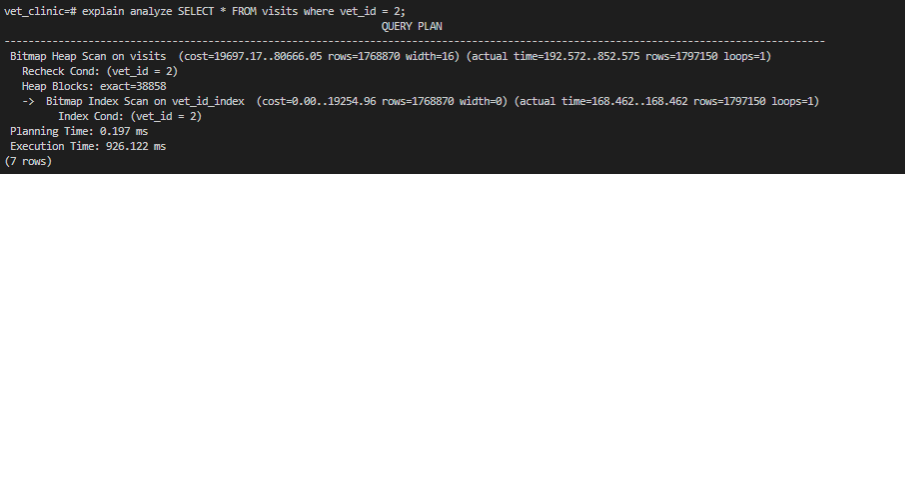 vet_clinic=# explain analyze SELECT * FROM visits where vet_id = 2;
QUERY PLAN
-----------------------------------------------------------------------------------------------------------------------------------------
Bitmap Heap Scan on visits  (cost=19697.17..80666.05 rows=1768870 width=16) (actual time=192.572..852.575 rows=1797150 loops=1)
Recheck Cond: (vet_id = 2)
Heap Blocks: exact=38858
->  Bitmap Index Scan on vet_id_index  (cost=0.00..19254.96 rows=1768870 width=0) (actual time=168.462..168.462 rows=1797150 loops=1)
Index Cond: (vet_id = 2)
Planning Time: 0.197 ms
Execution Time: 926.122 ms
(7 rows)